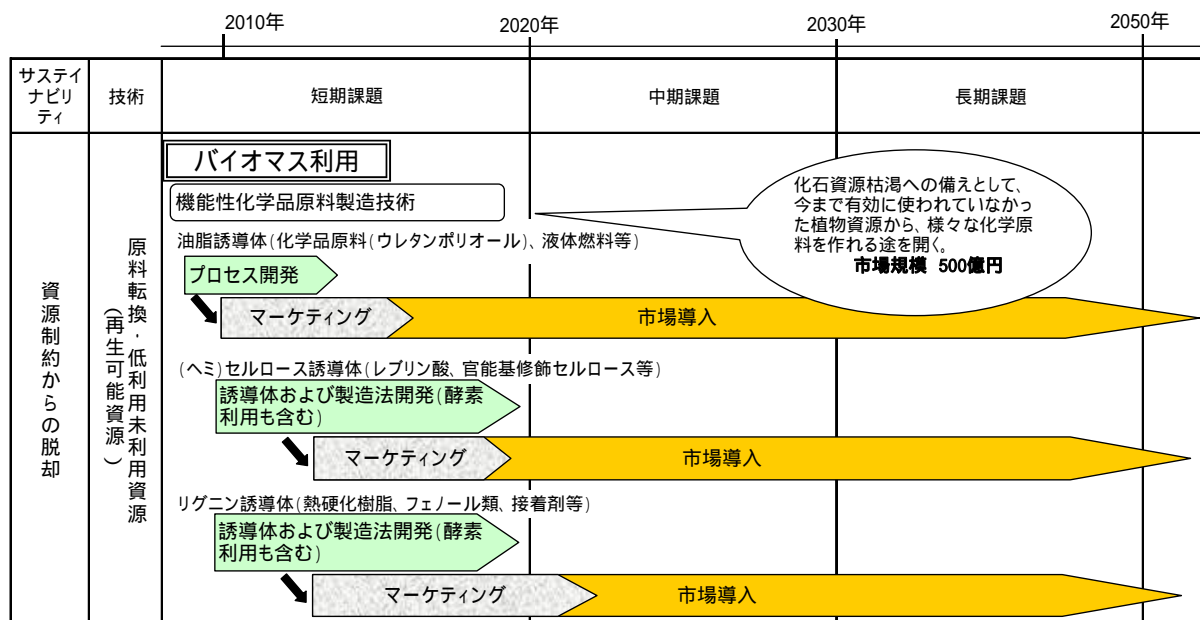 2010年
2020年
2030年
2050年
サステイ
ナビリ
ティ
技術
短期課題
中期課題
長期課題
資源制約からの脱却
原料転換・低利用未利用資源
(再生可能資源)
バイオマス利用
機能性化学品原料製造技術
化石資源枯渇への備えとして、
今まで有効に使われていなかっ
た植物資源から、様々な化学原
料を作れる途を開く。
市場規模 500億円
油脂誘導体(化学品原料(ウレタンポリオール)、液体燃料等)
プロセス開発
マーケティング
市場導入
(ヘミ)セルロース誘導体(レブリン酸、官能基修飾セルロース等)
誘導体および製造法開発(酵素
利用も含む)
マーケティング
市場導入
リグニン誘導体(熱硬化樹脂、フェノール類、接着剤等)
誘導体および製造法開発(酵素
利用も含む)
マーケティング
市場導入